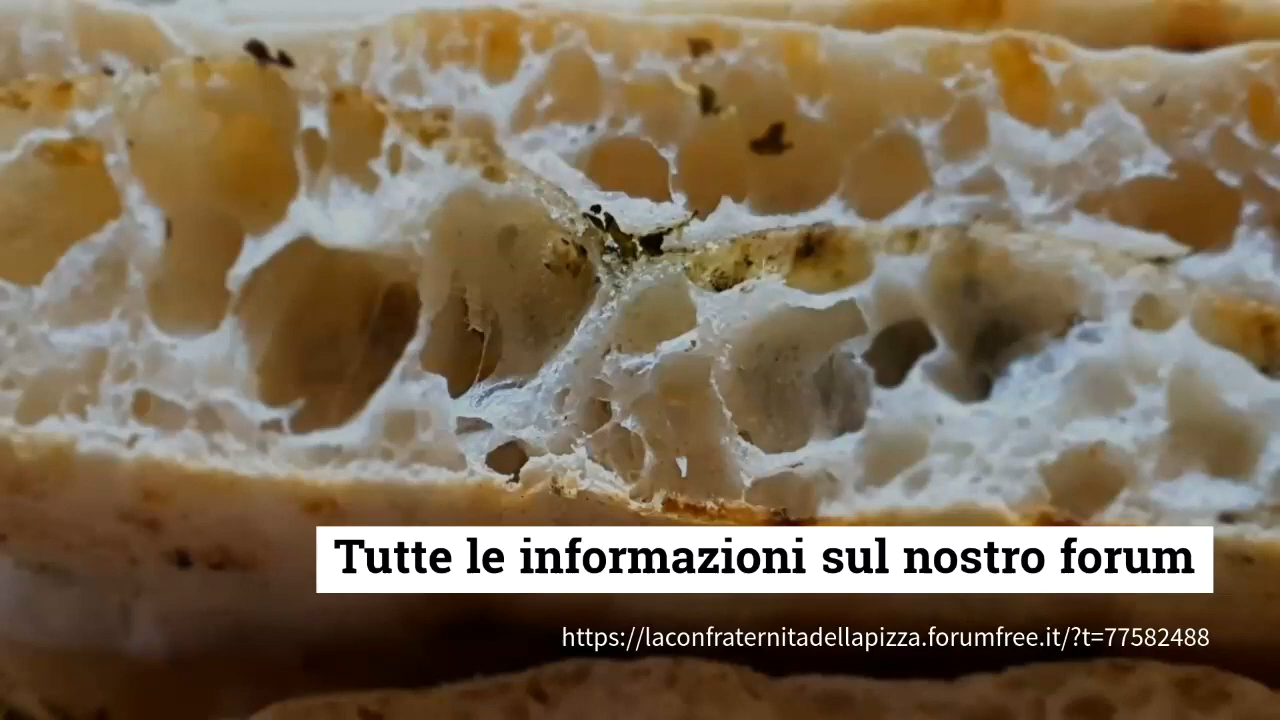 Tutte le informazioni sul nostro forum
https://laconfraternitadellapizza.forumfree.it/?t=77582488